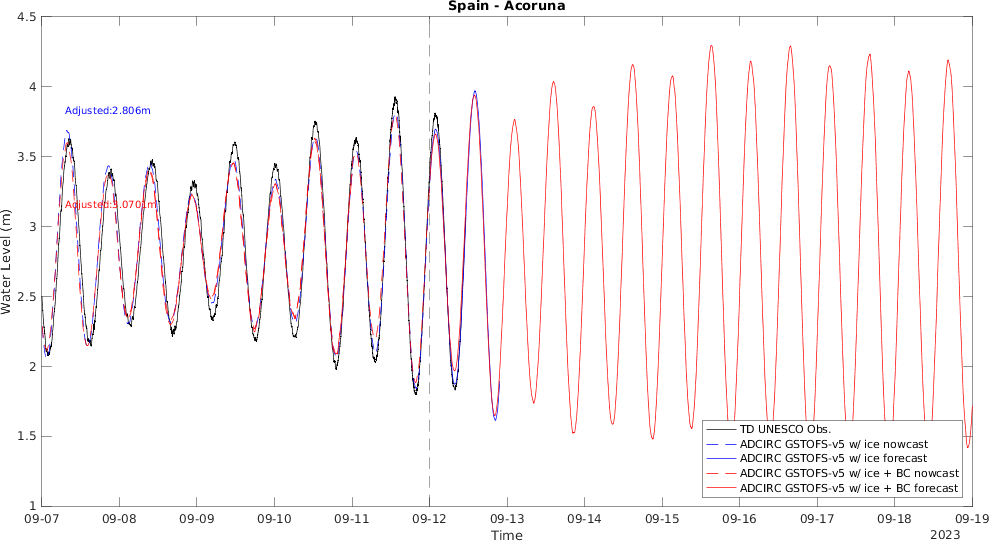 Spain - Acoruna
4.5
4
3.5
3
2.5
2
1.5
1
Water Level (m)
Adjusted:2.806m
Adjusted:3.0701m
TD UNESCO Obs.
ADCIRC GSTOFS-v5 w/ ice nowcast
ADCIRC GSTOFS-v5 w/ ice forecast
ADCIRC GSTOFS-v5 w/ ice + BC nowcast
ADCIRC GSTOFS-v5 w/ ice + BC forecast
09-07 09-08 09-09 09-10 09-11 09-12 09-13 09-14 09-15 09-16 09-17 09-18 09-19
Time
2023